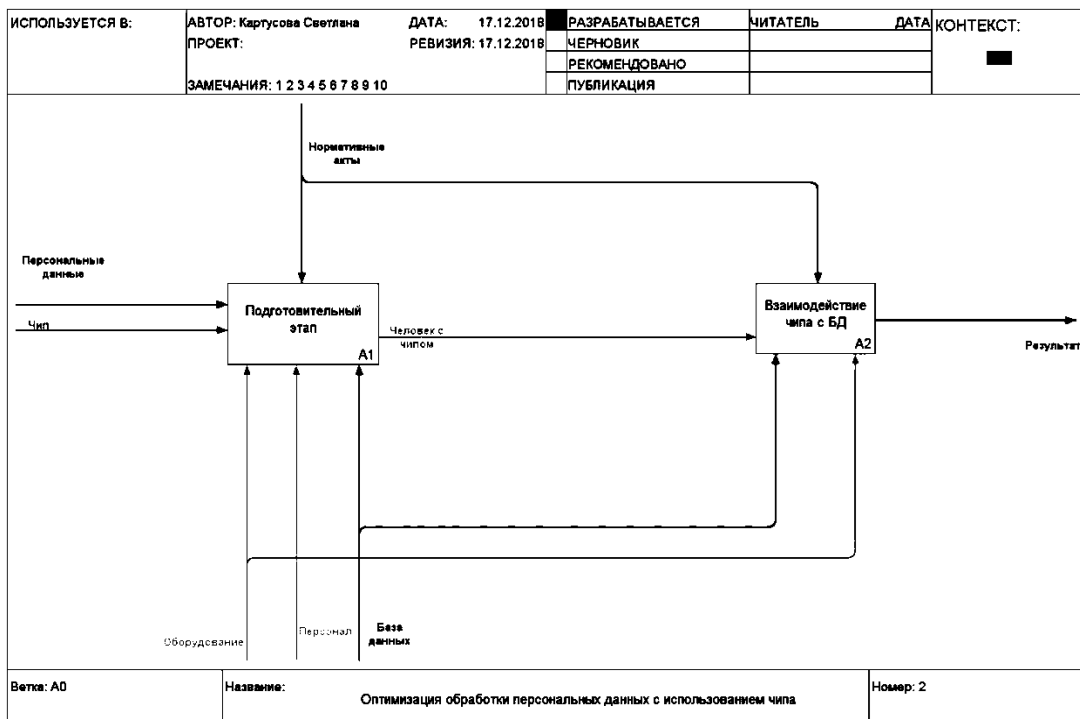 ИСПОЛЬЗУЕТСЯ В:
АВТОР: Картусова Светлана
ДАТА: 17.12.2018
РАЗРАБАТЫВАЕТСЯ
ЧИТАТЕЛЬ
ДАТА
КОНТЕКСТ:
ПРОЕКТ:
РЕВИЗИЯ: 17.12.2018
ЧЕРНОВИК
РЕКОМЕНДОВАНО
ЗАМЕЧАНИЯ: 1 2 3 4 5 6 7 8 9 10
ПУБЛИКАЦИЯ
Нормативные
акты
Персональные
данные
Чип
Подготовительный
этап
A1
Человек с
чипом
Взаимодействие
чипа с БД
A2
Результат
Оборудование
Персонал
База
данных
Ветка: A0
Название:
Оптимизация обработки персональных данных с использованием чипа
Номер: 2